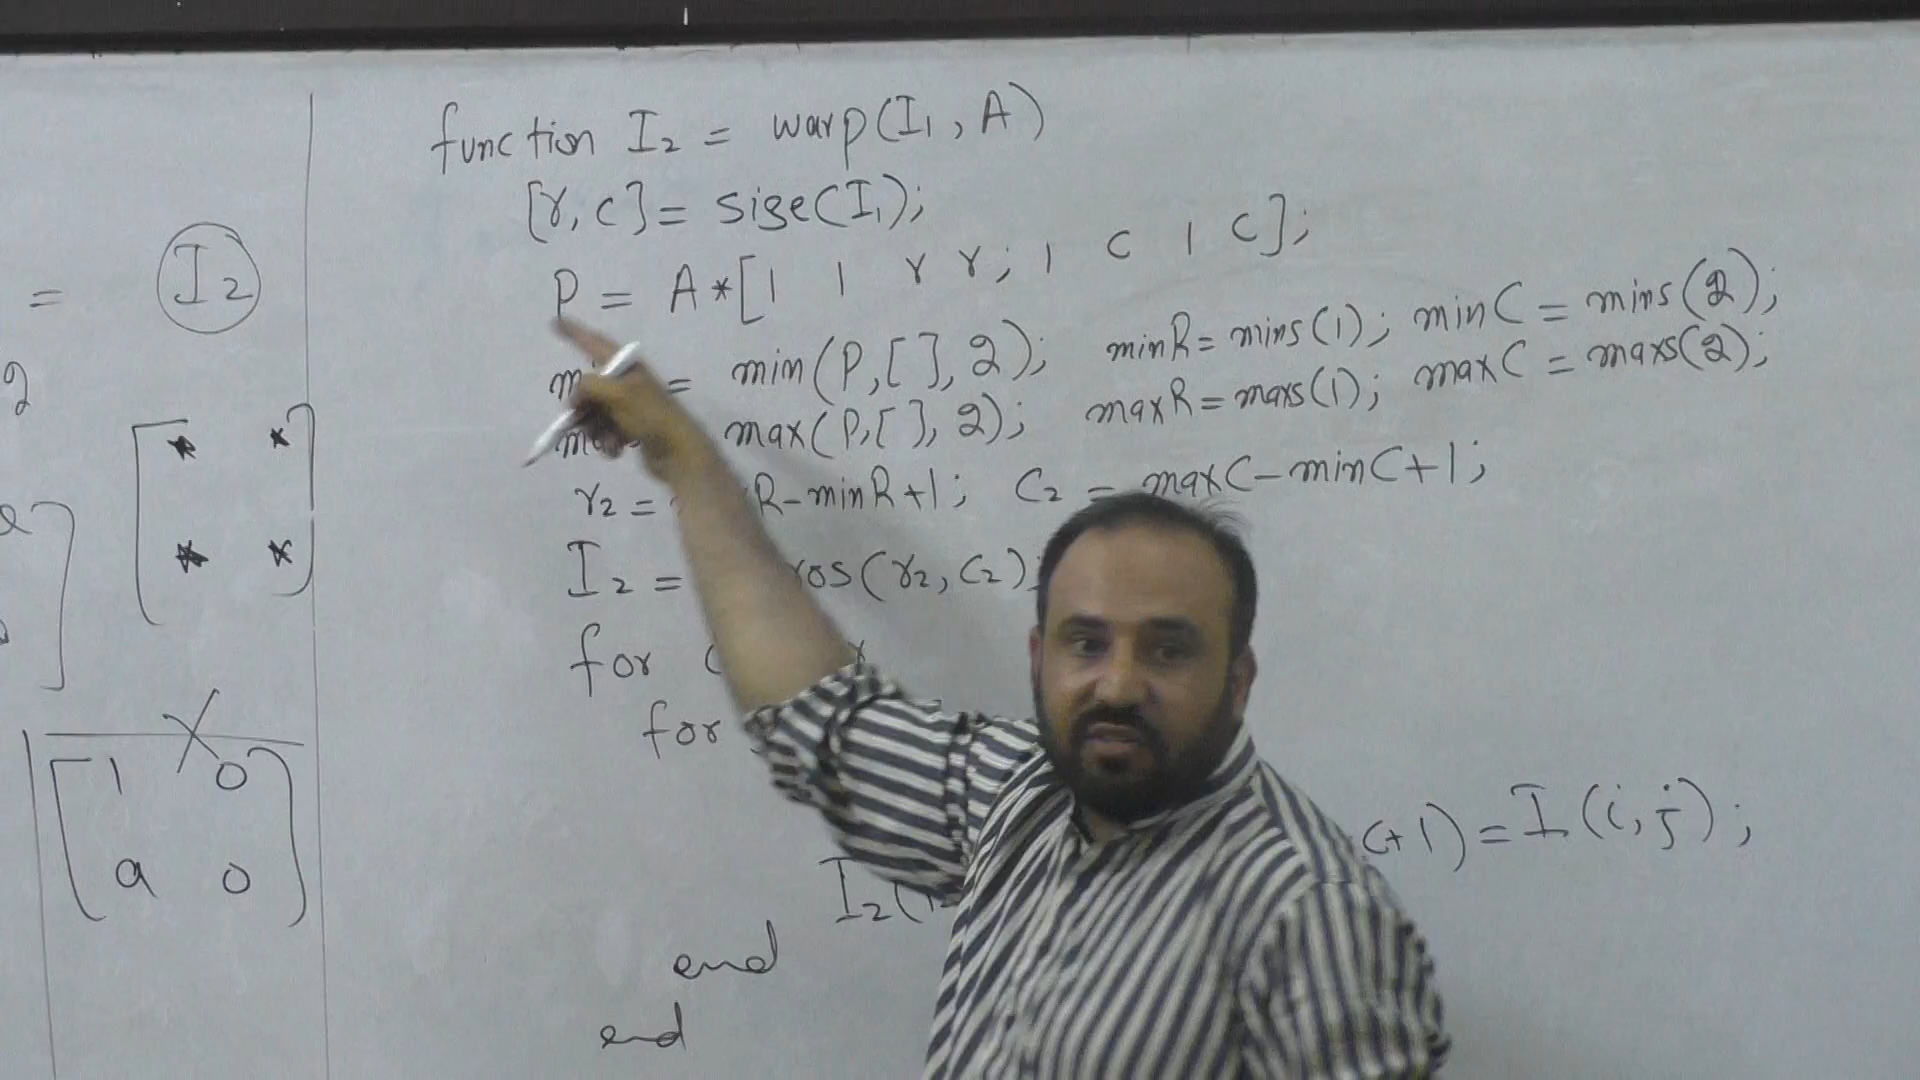 function I2 = warp(I1, A)
[r, c] = size(I1);
P = A*[1 1 r r; 1 c 1 c];
= min(P,[ ], 2); minR = mins(1); minC = mins(2);
max(P,[ ], 2); maxR = maxs(1); maxC = maxs(2);
r2 = R-minR+1; C2 = maxC-minC+1;
I2 = ros(r2, c2);
for
for
I2( +1) = I(i,j);
end
end
= I2
* *
* *
1 0
a 0